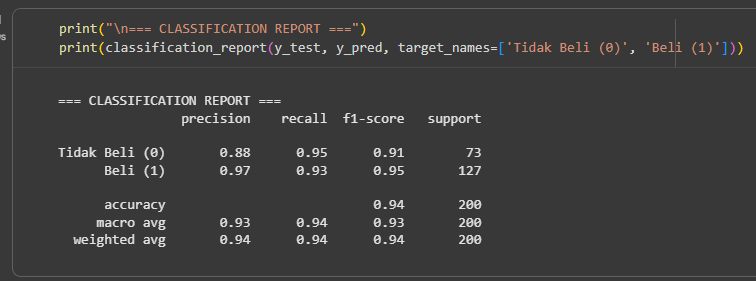 print("\n=== CLASSIFICATION REPORT ===")
print(classification_report(y_test, y_pred, target_names=['Tidak Beli (0)', 'Beli (1)']))
=== CLASSIFICATION REPORT ===
precision recall f1-score support
Tidak Beli (0) 0.88 0.95 0.91 73
Beli (1) 0.97 0.93 0.95 127
accuracy 0.94 200
macro avg 0.93 0.94 0.93 200
weighted avg 0.94 0.94 0.94 200